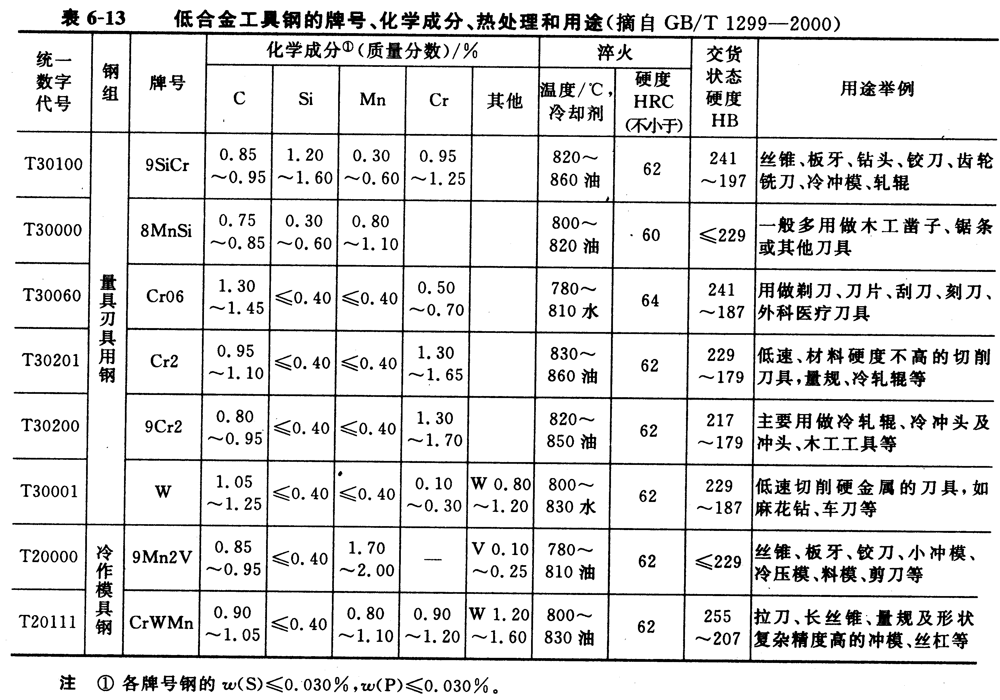 表 6-13 低合金工具钢的牌号、化学成分、热处理和用途(摘自 GB/T 1299—2000)
统一数字代号 钢组 牌号 化学成分①(质量分数)/% 淬火 交货状态硬度HB 用途举例
C Si Mn Cr 其他 温度/℃,冷却剂 硬度HRC(不小于)
量具刃具用钢
T30100 9SiCr 0.85 1.20 0.30 0.95 820~ 62 241 丝锥、板牙、钻头、铰刀、齿轮
~0.95 ~1.60 ~0.60 ~1.25 860 油 ~197 铣刀、冷冲模、轧辊
T30000 8MnSi 0.75 0.30 0.80 800~ 60 ≤229 一般多用做木工凿子、锯条
~0.85 ~0.60 ~1.10 820 油 或其他刀具
T30060 Cr06 1.30 ≤0.40 ≤0.40 0.50 780~ 64 241 用做剃刀、刀片、刮刀、刻刀、
~1.45 ~0.70 810 水 ~187 外科医疗刀具
T30201 Cr2 0.95 ≤0.40 ≤0.40 1.30 830~ 62 229 低速、材料硬度不高的切削
~1.10 ~1.65 860 油 ~179 刀具,量规、冷轧辊等
T30200 9Cr2 0.80 ≤0.40 ≤0.40 1.30 820~ 62 217 主要用做冷轧辊、冷冲头及
~0.95 ~1.70 850 油 ~179 冲头、木工工具等
T30001 W 1.05 ≤0.40 ≤0.40 0.10 W 0.80 800~ 62 229 低速切削硬金属的刀具,如
~1.25 ~0.30 ~1.20 830 水 ~187 麻花钻、车刀等
冷作模具钢
T20000 9Mn2V 0.85 ≤0.40 1.70 — V 0.10 780~ 62 ≤229 丝锥、板牙、铰刀、小冲模、
~0.95 ~2.00 ~0.25 810 油 冷压模、料模、剪刀等
T20111 CrWMn 0.90 ≤0.40 0.80 0.90 W 1.20 800~ 62 255 拉刀、长丝锥、量规及形状
~1.05 ~1.10 ~1.20 ~1.60 830 油 ~207 复杂精度高的冲模、丝杠等
注 ① 各牌号钢的 w(S)≤0.030%,w(P)≤0.030%。